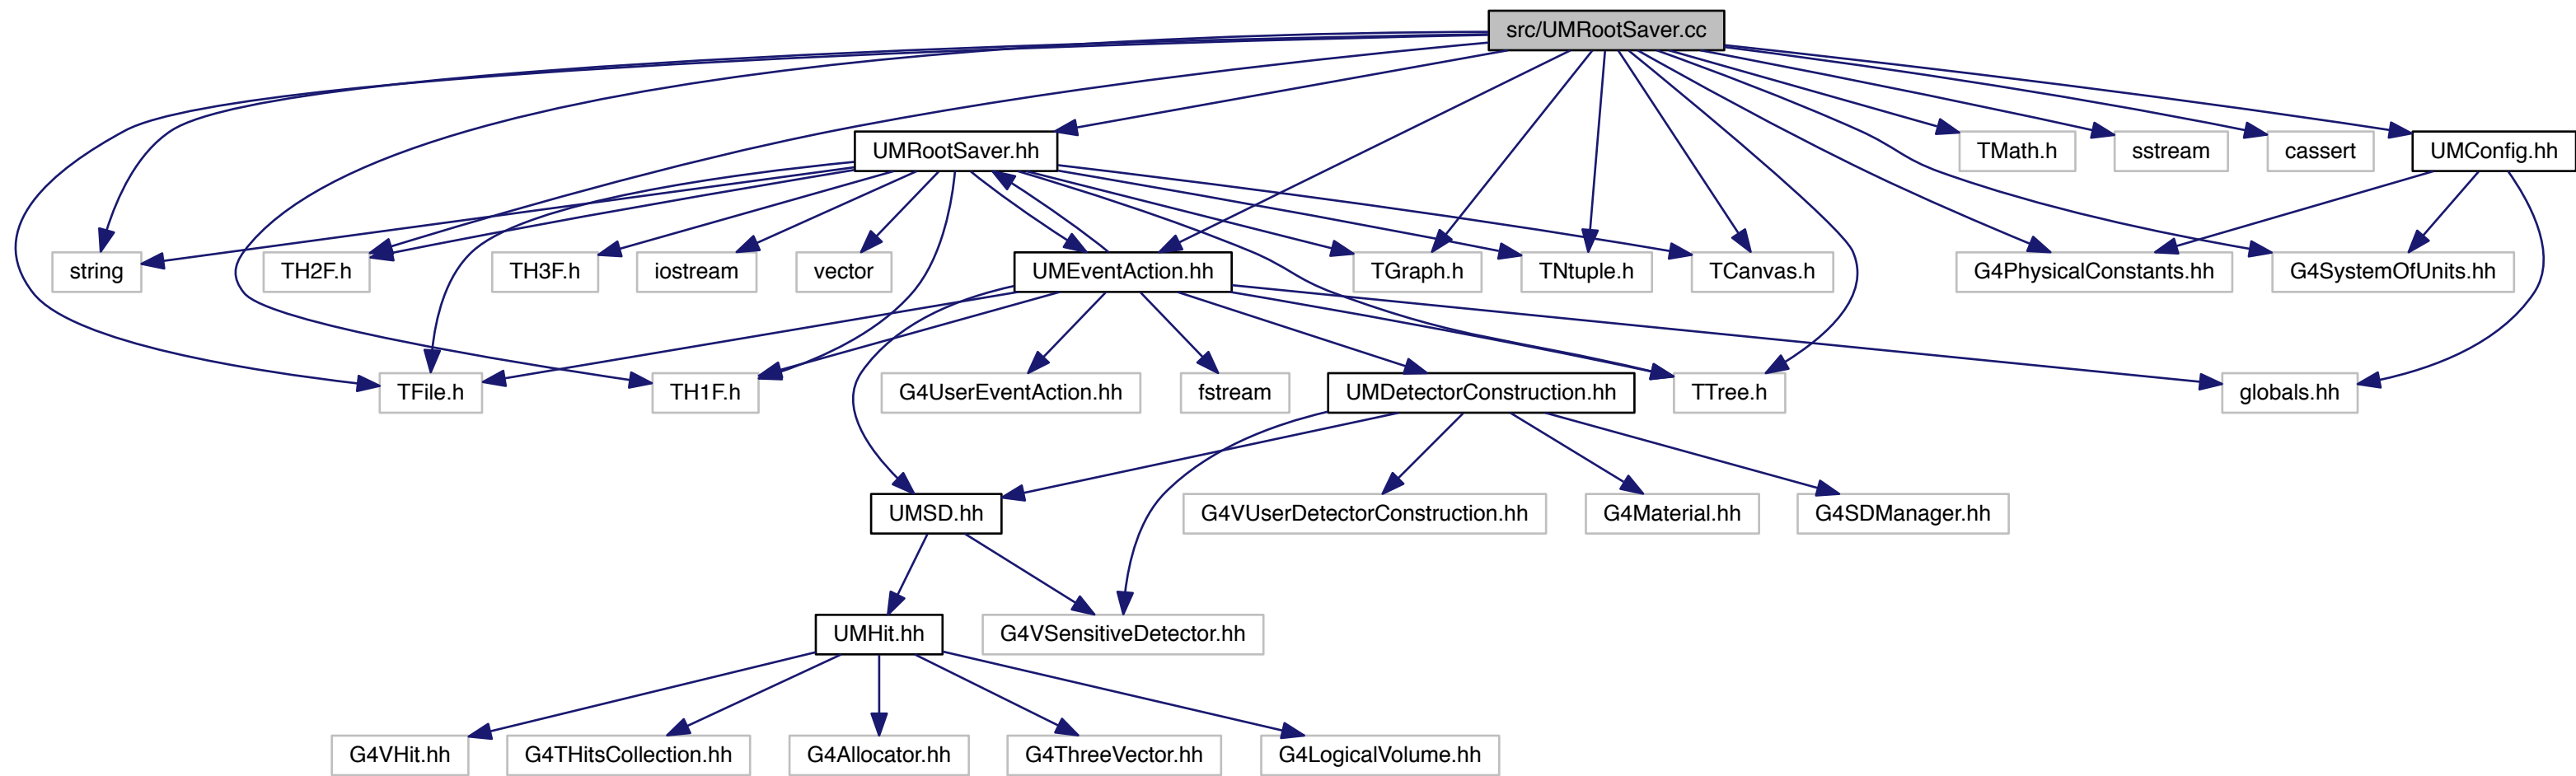 src/UMRootSaver.cc
UMRootSaver.hh
TMath.h
sstream
cassert
UMConfig.hh
string
TH2F.h
TH3F.h
iostream
vector
UMEventAction.hh
TGraph.h
TNtuple.h
TCanvas.h
G4PhysicalConstants.hh
G4SystemOfUnits.hh
TFile.h
TH1F.h
G4UserEventAction.hh
fstream
UMDetectorConstruction.hh
TTree.h
globals.hh
UMSD.hh
G4VUserDetectorConstruction.hh
G4Material.hh
G4SDManager.hh
UMHit.hh
G4VSensitiveDetector.hh
G4VHit.hh
G4THitsCollection.hh
G4Allocator.hh
G4ThreeVector.hh
G4LogicalVolume.hh